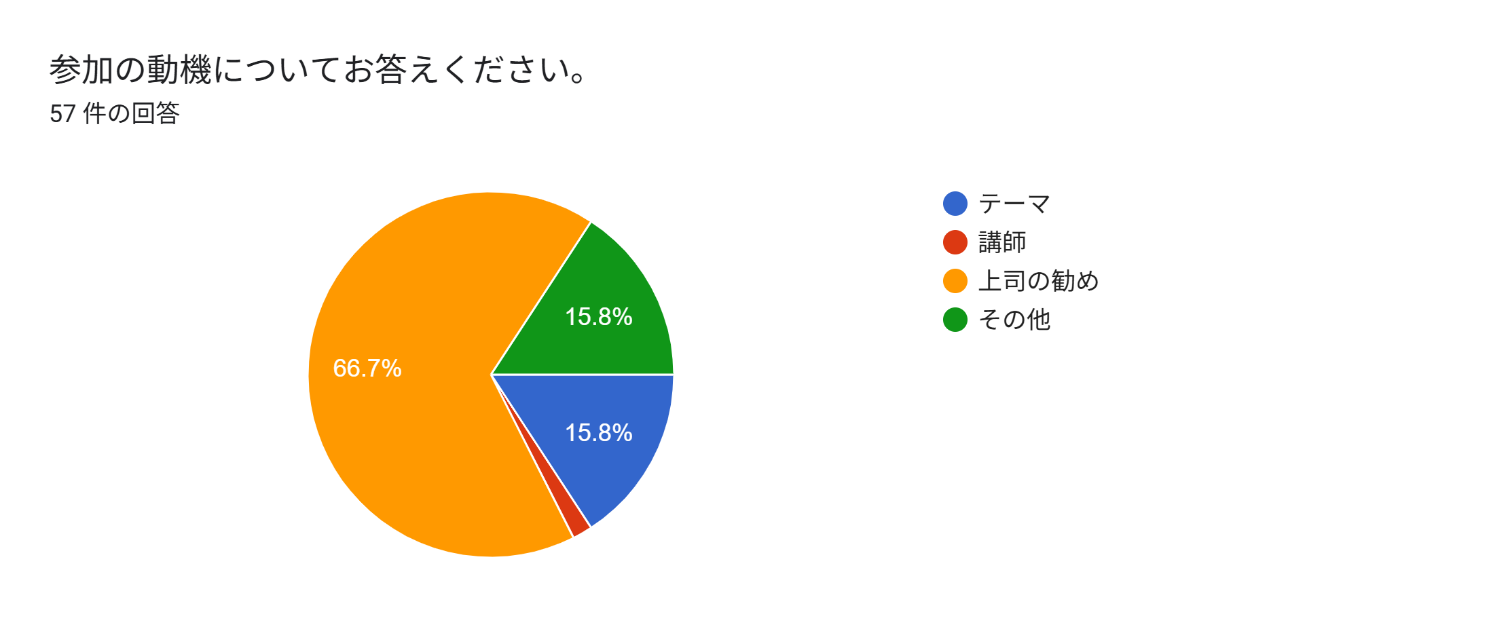 参加の動機についてお答えください。
57 件の回答
テーマ
講師
上司の勧め
その他
15.8%
66.7%
15.8%